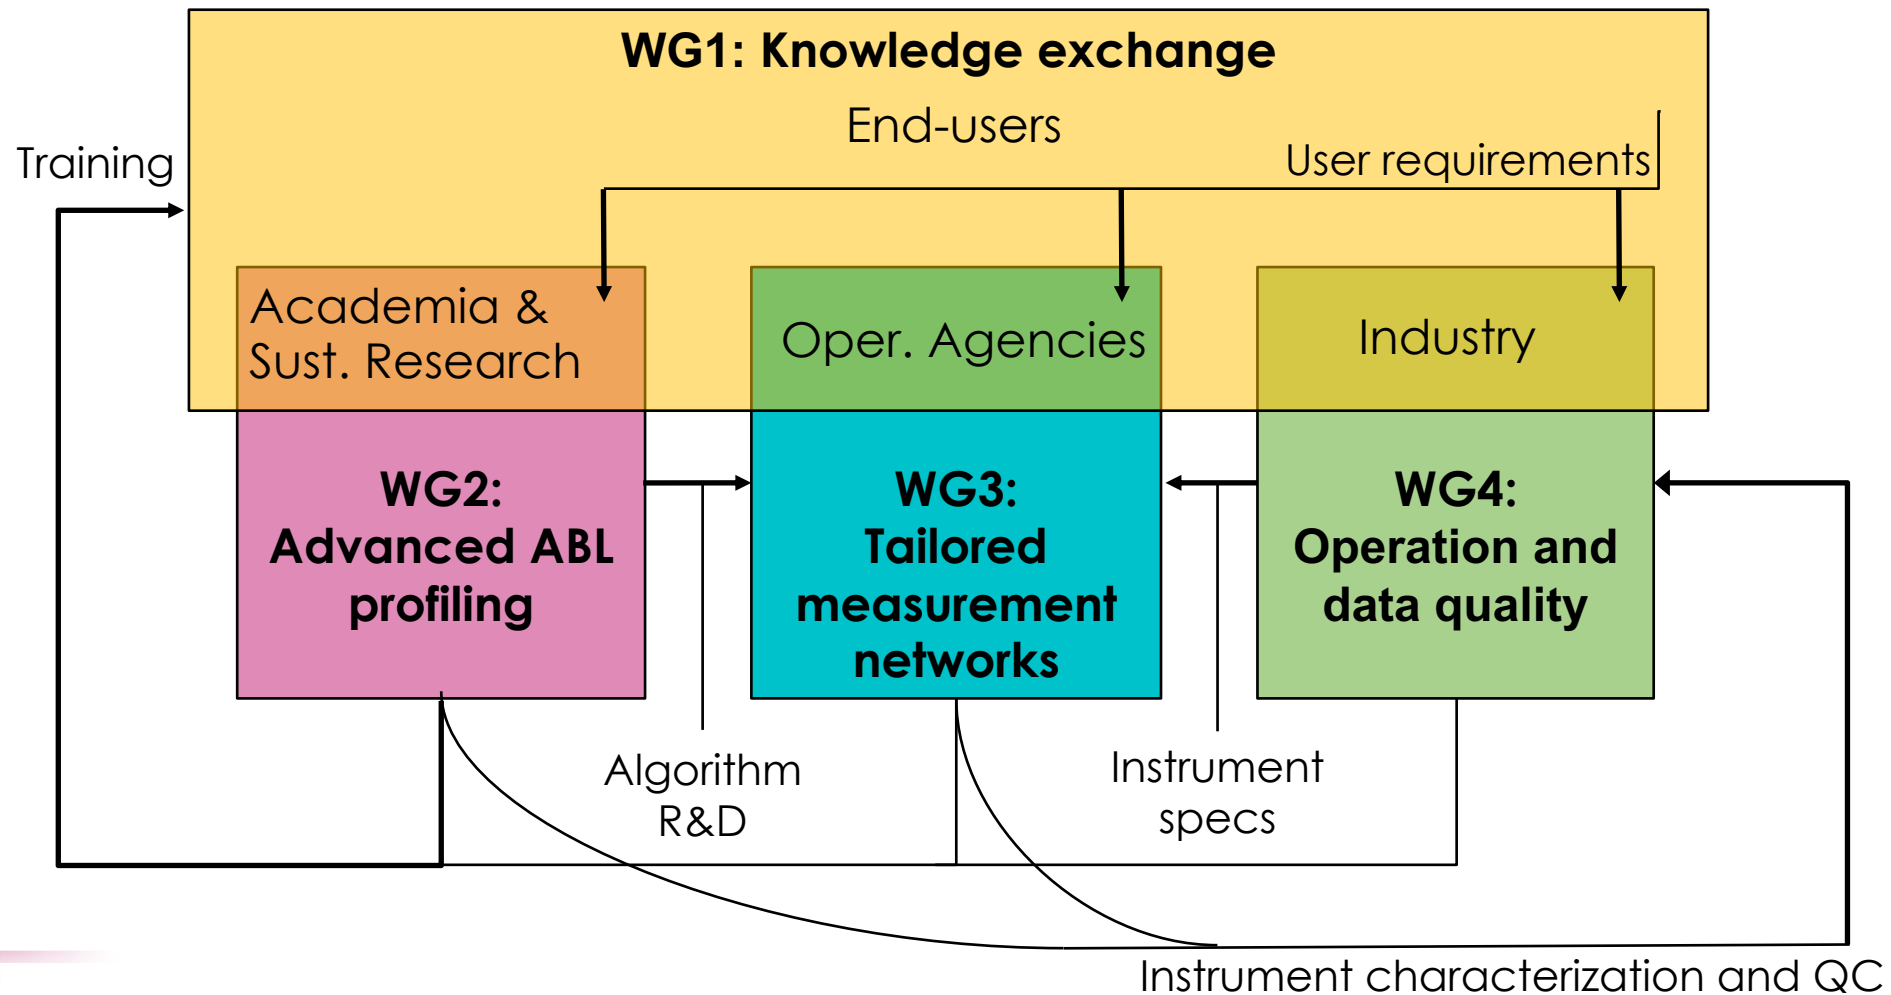 WG1: Knowledge exchange
End-users
Training
User requirements
Academia &
Sust. Research
Oper. Agencies
Industry
WG2:
Advanced ABL
profiling
WG3:
Tailored
measurement
networks
WG4:
Operation and
data quality
Algorithm
R&D
Instrument
specs
Instrument characterization and QC